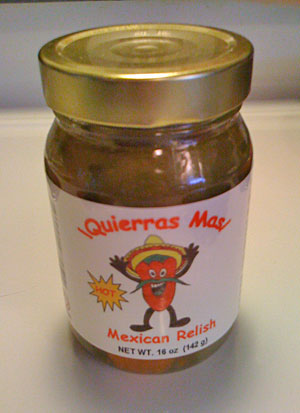 ¡Quierras Mas!
HOT
Mexican Relish
NET WT. 16 oz (142 g)